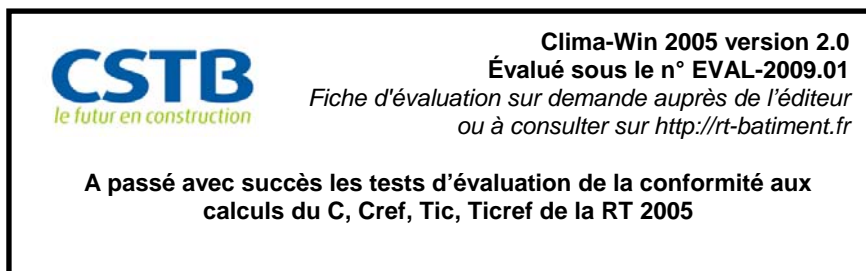 CSTB
le futur en construction
Clima-Win 2005 version 2.0
Évalué sous le n° EVAL-2009.01
Fiche d'évaluation sur demande auprès de l’éditeur
ou à consulter sur http://rt-batiment.fr
A passé avec succès les tests d’évaluation de la conformité aux
calculs du C, Cref, Tic, Ticref de la RT 2005